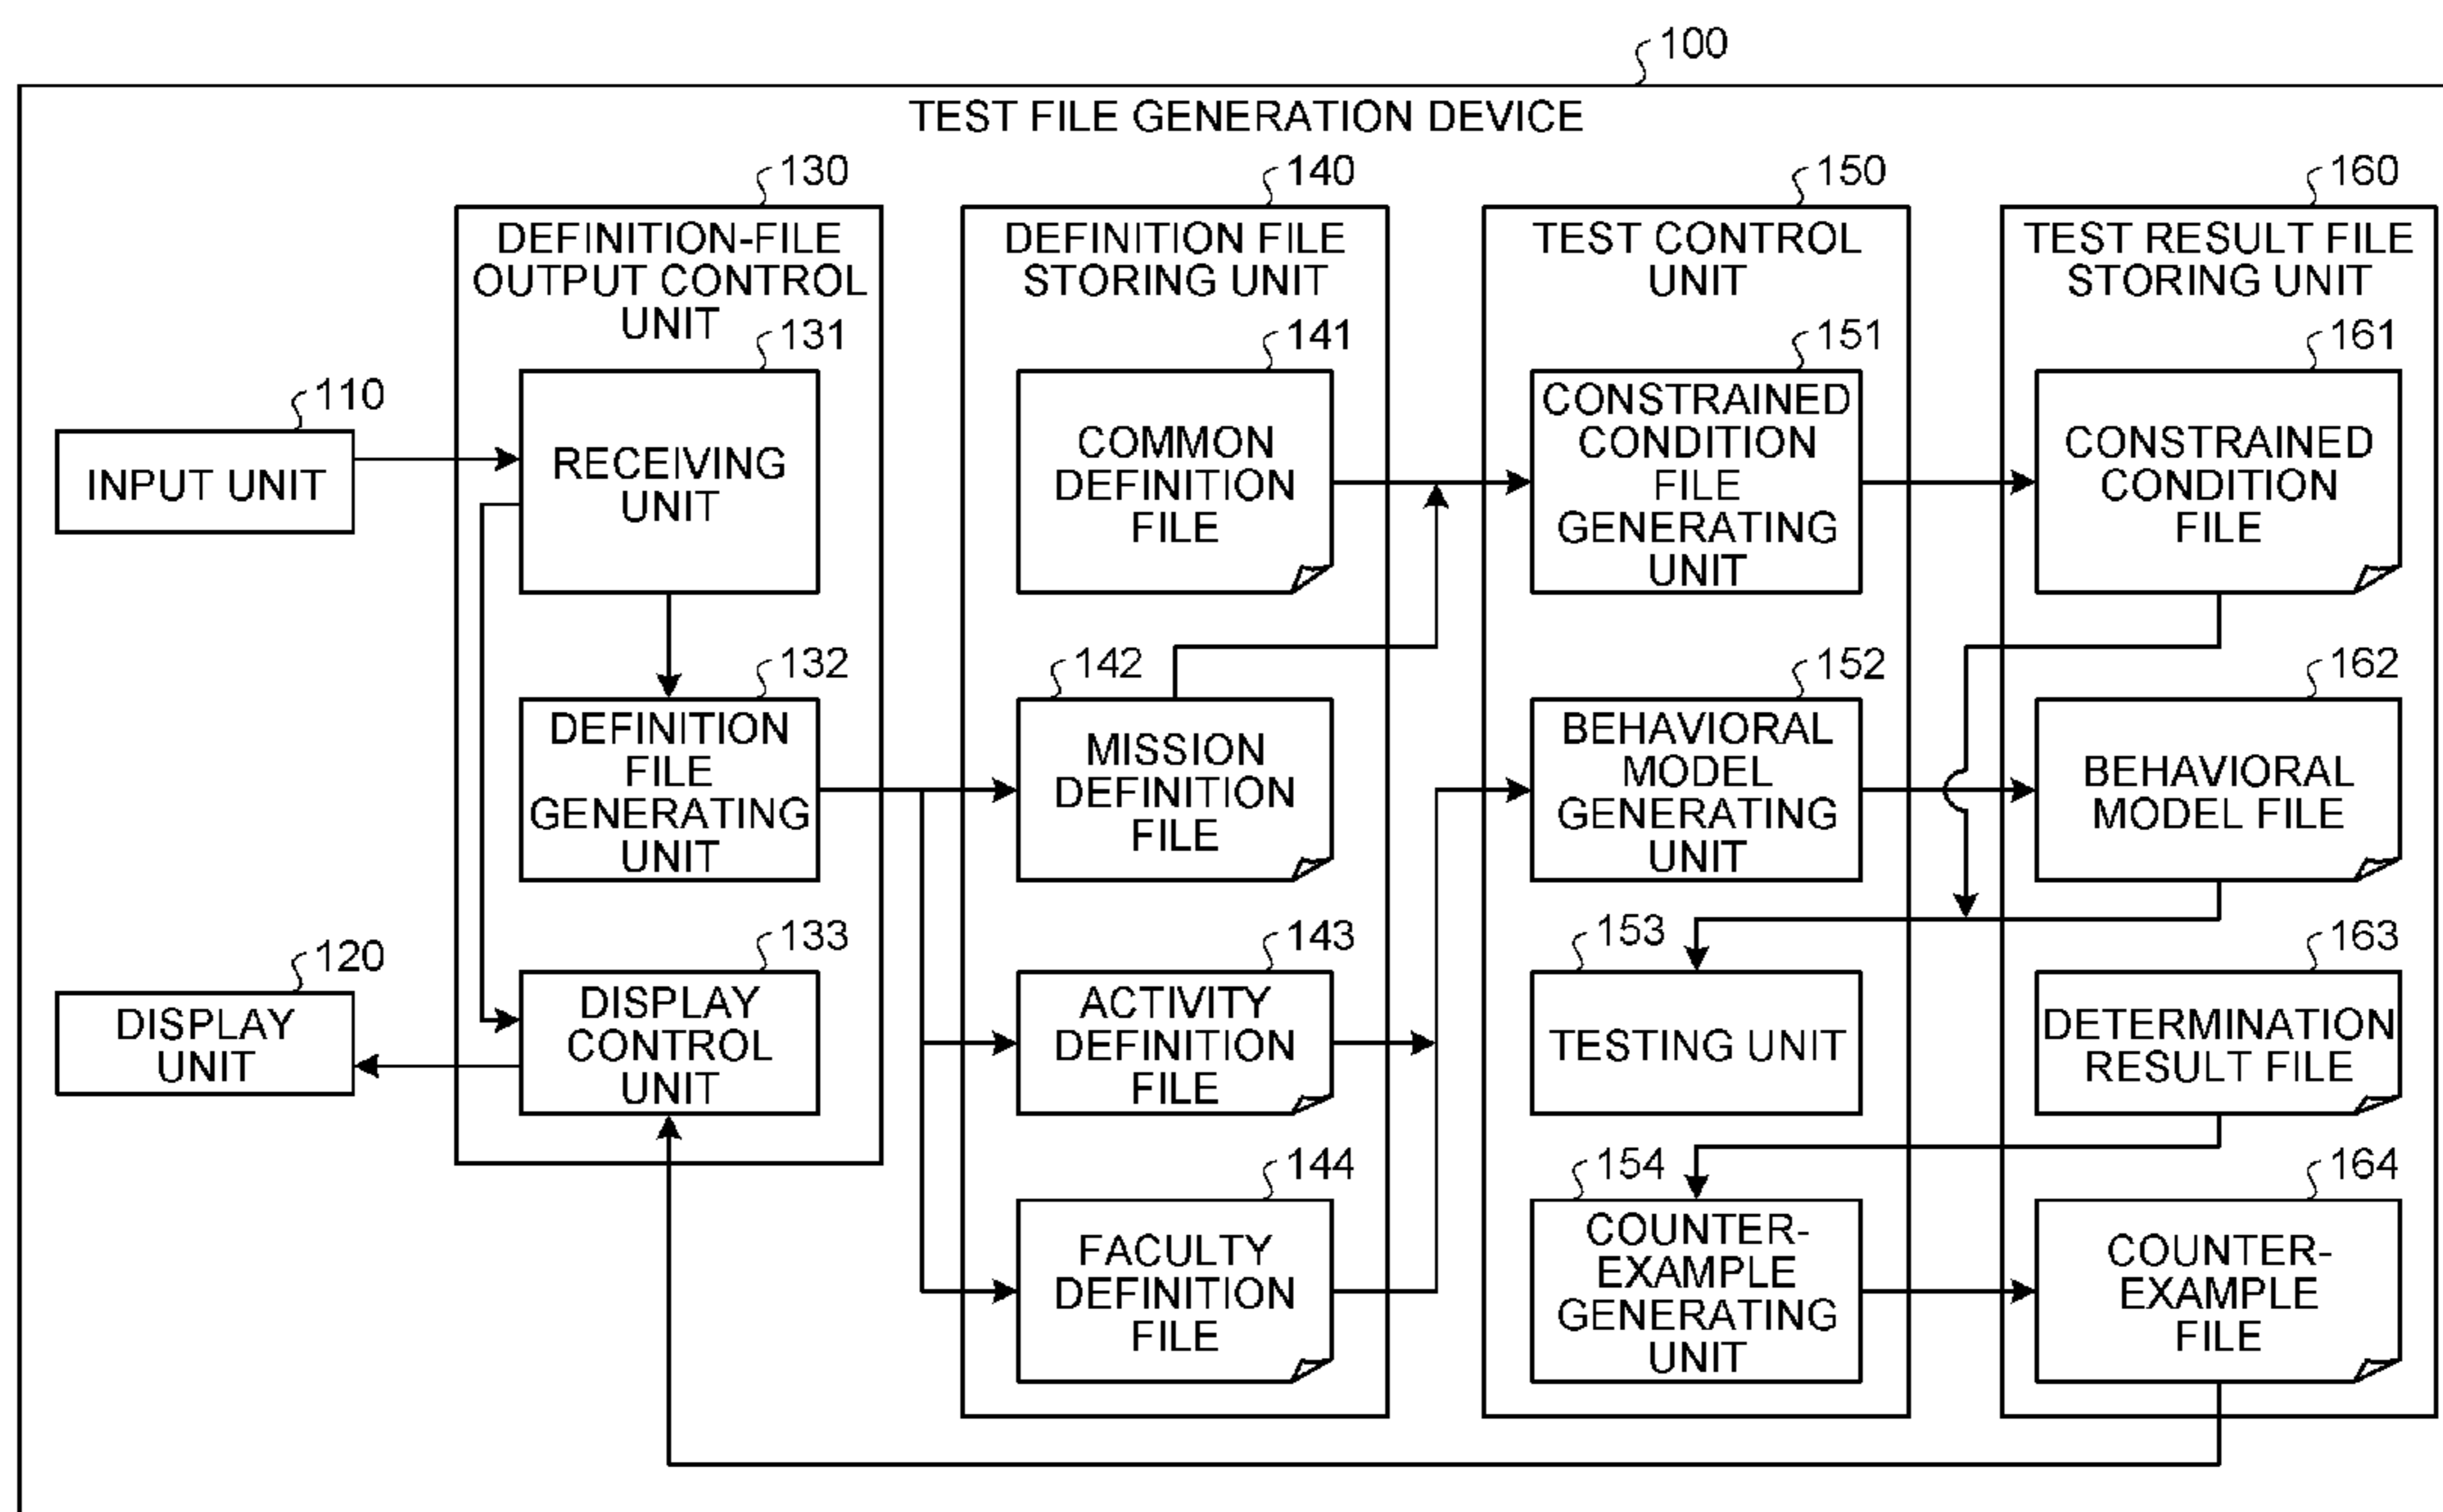 100
TEST FILE GENERATION DEVICE
130
DEFINITION-FILE
OUTPUT CONTROL
UNIT
131
RECEIVING
UNIT
110
INPUT UNIT
132
DEFINITION
FILE
GENERATING
UNIT
133
DISPLAY
CONTROL
UNIT
120
DISPLAY
UNIT
140
DEFINITION FILE
STORING UNIT
141
COMMON
DEFINITION
FILE
142
MISSION
DEFINITION
FILE
143
ACTIVITY
DEFINITION
FILE
144
FACULTY
DEFINITION
FILE
150
TEST CONTROL
UNIT
151
CONSTRAINED
CONDITION
FILE
GENERATING
UNIT
152
BEHAVIORAL
MODEL
GENERATING
UNIT
153
TESTING UNIT
154
COUNTER-
EXAMPLE
GENERATING
UNIT
160
TEST RESULT FILE
STORING UNIT
161
CONSTRAINED
CONDITION
FILE
162
BEHAVIORAL
MODEL FILE
163
DETERMINATION
RESULT FILE
164
COUNTER-
EXAMPLE
FILE